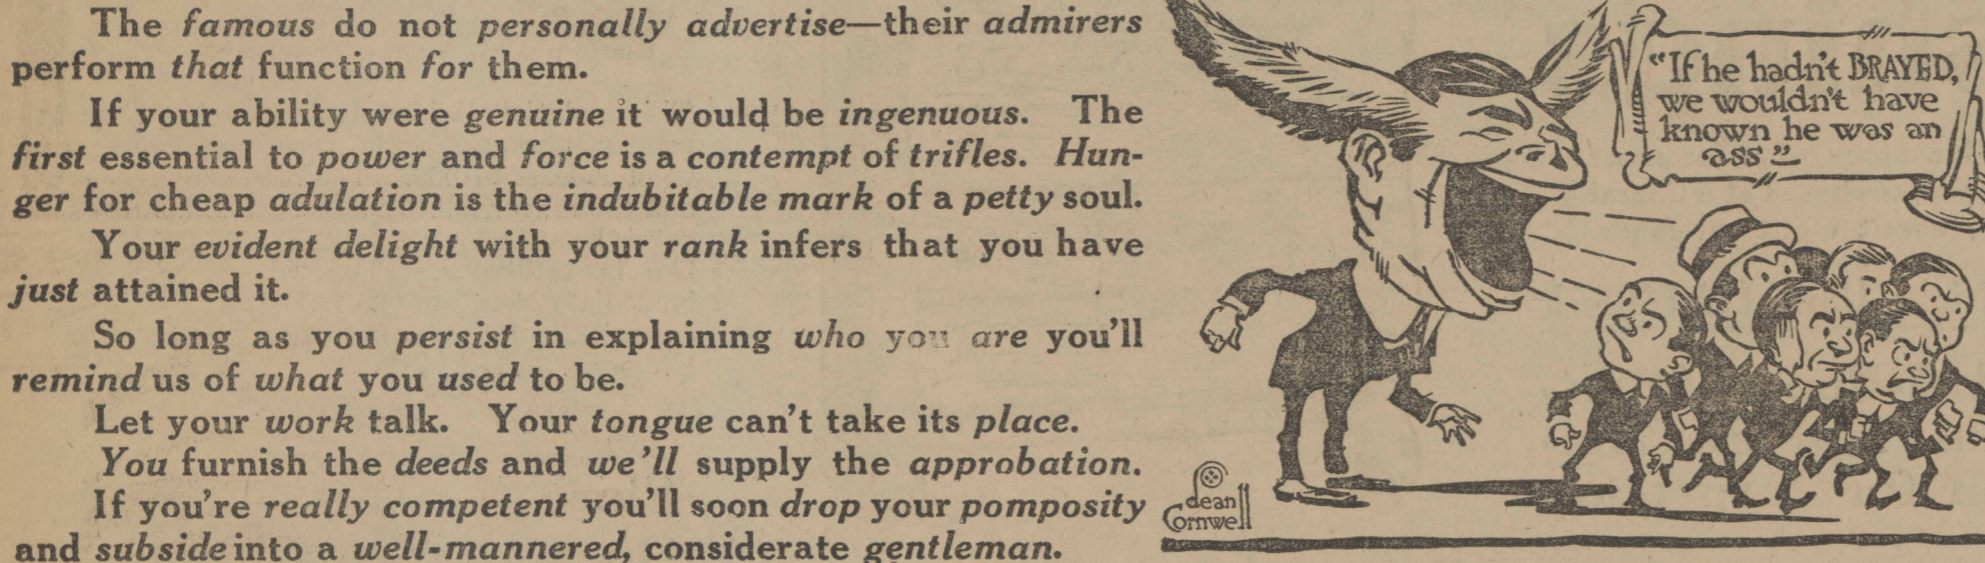 The famous do not personally advertise—their admirers
perform that function for them.
If your ability were genuine it would be ingenuous. The
first essential to power and force is a contempt of trifles. Hun-
ger for cheap adulation is the indubitable mark of a petty soul.
Your evident delight with your rank infers that you have
just attained it.
So long as you persist in explaining who you are you'll
remind us of what you used to be.
Let your work talk. Your tongue can't take its place.
You furnish the deeds and we'll supply the approbation.
If you're really competent you'll soon drop your pomposity
and subside into a well-mannered, considerate gentleman.
"If he hadn't BRAYED,
we wouldn't have
known he was an
ass"
dean
Cornwell